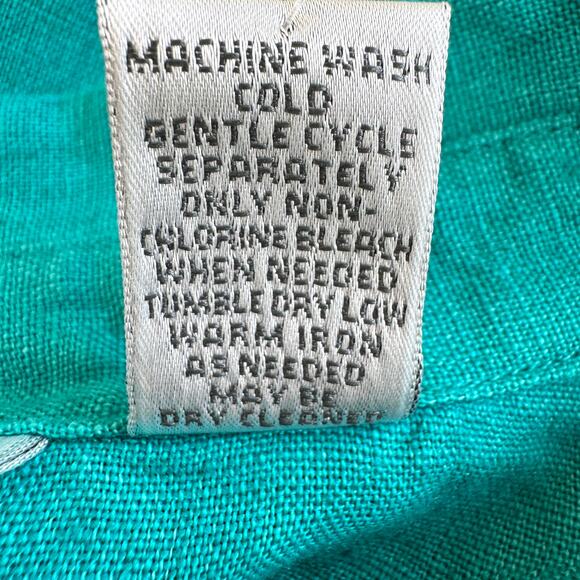 MACHINE WASH
COLD
GENTLE CYCLE
SEPARATELY
ONLY NON-
CHLORINE BLEACH
WHEN NEEDED
TUMBLE DRY LOW
WARM IRON
AS NEEDED
MAY BE
DRY CLEANED